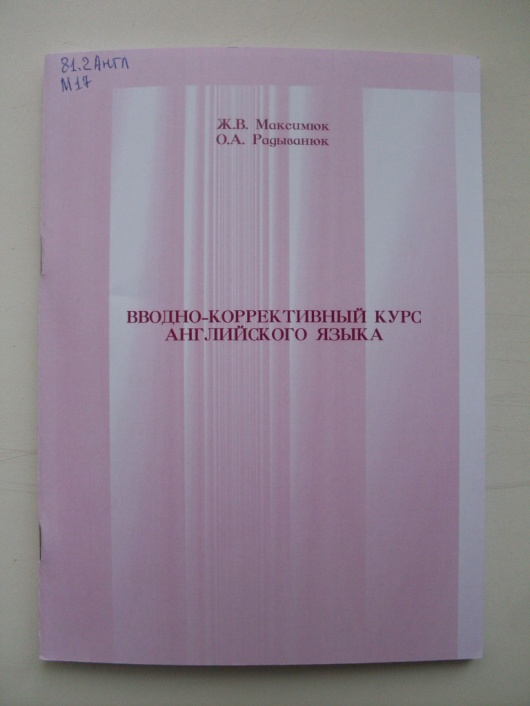 81.2Англ
М17
Ж.В. Максимюк
О.А. Радыванюк
ВВОДНО-КОРРЕКТИВНЫЙ КУРС
АНГЛИЙСКОГО ЯЗЫКА